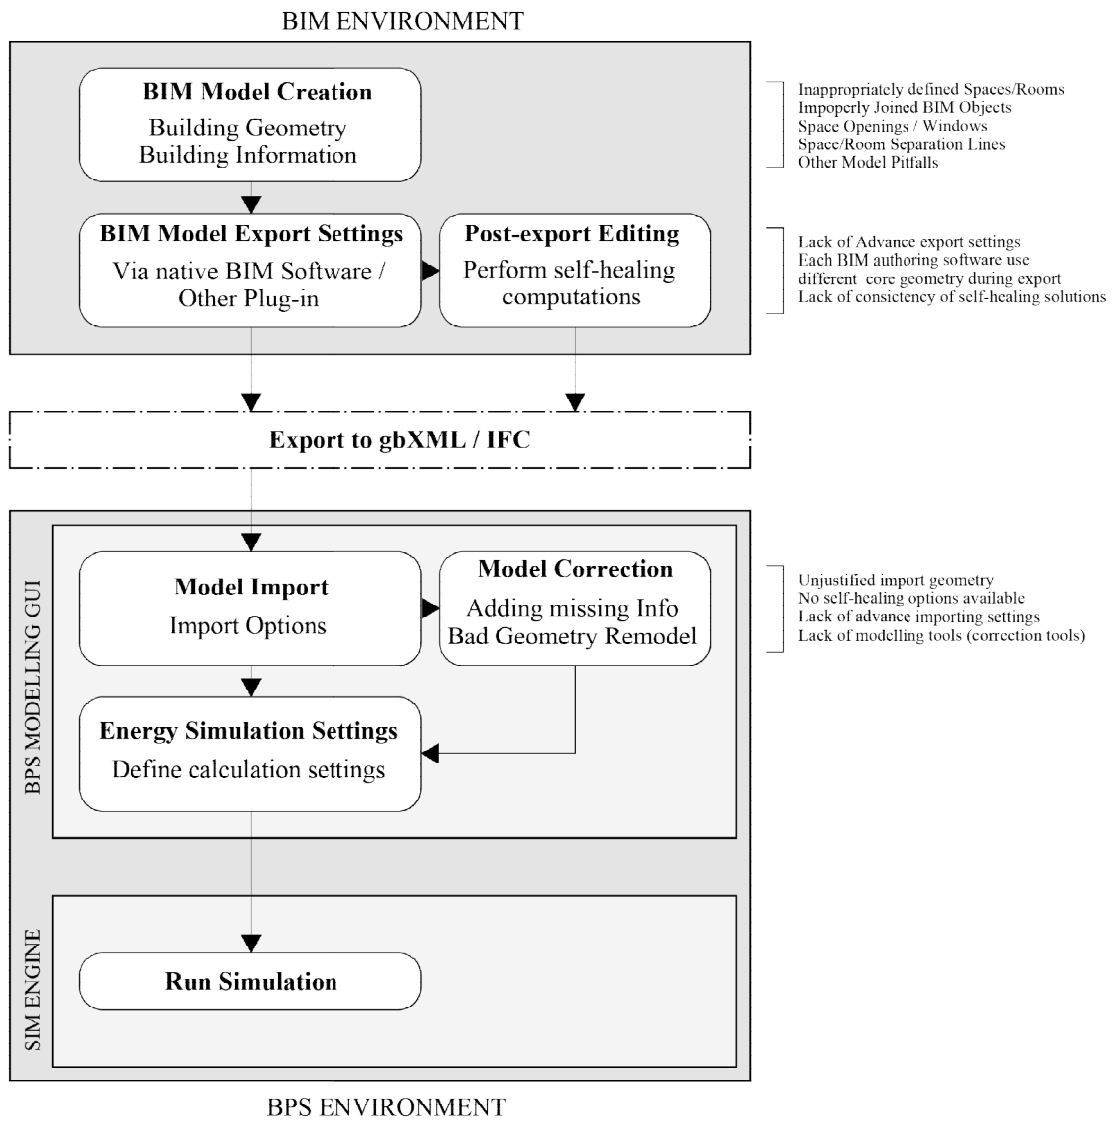 BIM ENVIRONMENT
BIM Model Creation
Building Geometry
Building Information
Inappropriately defined Spaces/Rooms
Impoperly Joined BIM Objects
Space Openings / Windows
Space/Room Separation Lines
Other Model Pitfalls
BIM Model Export Settings
Via native BIM Software /
Other Plug-in
Post-export Editing
Perform self-healing
computations
Lack of Advance export settings
Each BIM authoring software use
different core geometry during export
Lack of consictency of self-healing solutions
Export to gbXML / IFC
BPS MODELLING GUI
Model Import
Import Options
Model Correction
Adding missing Info
Bad Geometry Remodel
Unjustified import geometry
No self-healing options available
Lack of advance importing settings
Lack of modelling tools (correction tools)
Energy Simulation Settings
Define calculation settings
SIM ENGINE
Run Simulation
BPS ENVIRONMENT